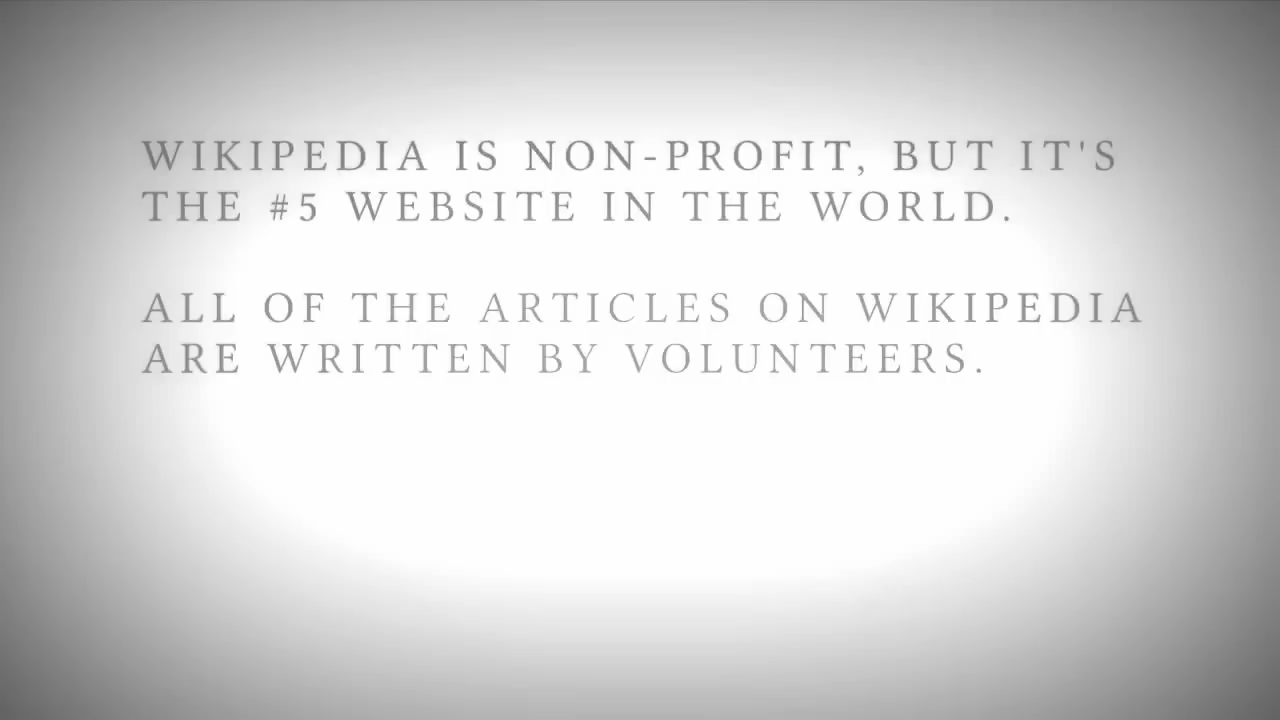 WIKIPEDIA IS NON-PROFIT, BUT IT'S
THE #5 WEBSITE IN THE WORLD.
ALL OF THE ARTICLES ON WIKIPEDIA
ARE WRITTEN BY VOLUNTEERS.